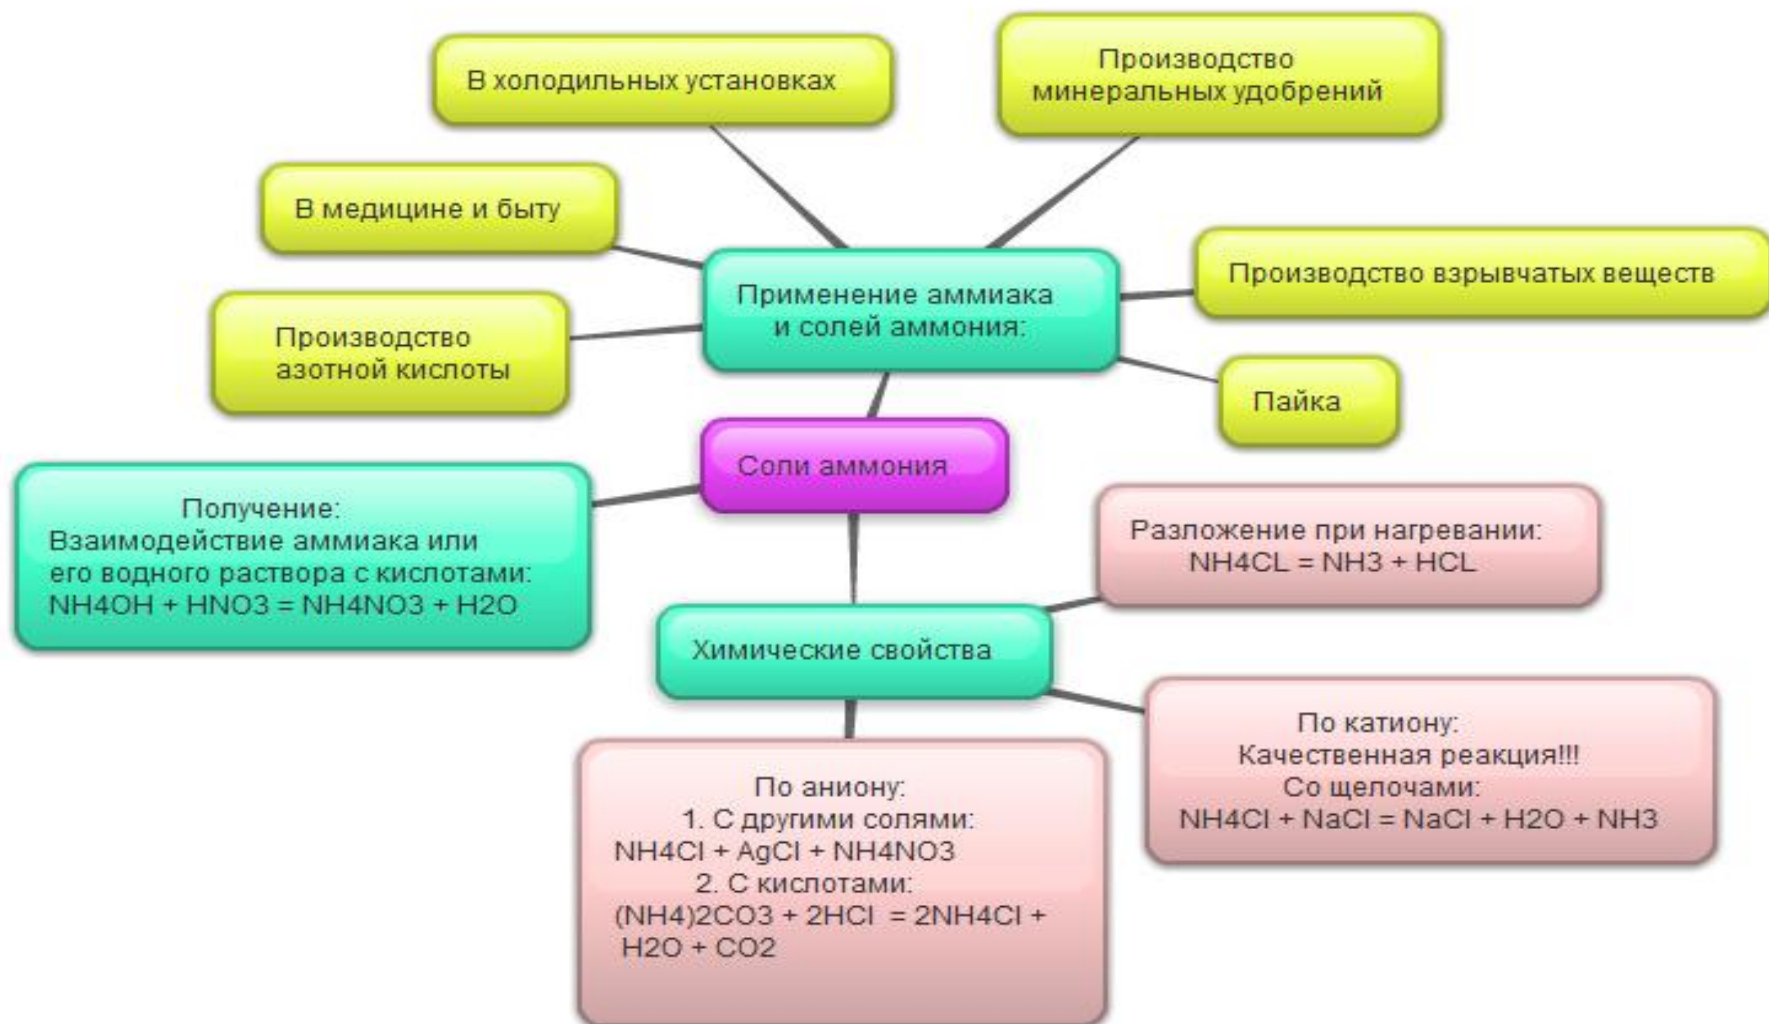 В холодильных установках
Производство
минеральных удобрений
В медицине и быту
Производство взрывчатых веществ
Применение аммиака
и солей аммония:
Производство
азотной кислоты
Пайка
Соли аммония
Получение:
Взаимодействие аммиака или
его водного раствора с кислотами:
NH4OH + HNO3 = NH4NO3 + H2O
Разложение при нагревании:
NH4CL = NH3 + HCL
Химические свойства
По катиону:
Качественная реакция!!!
Со щелочами:
NH4Cl + NaCl = NaCl + H2O + NH3
По аниону:
1. С другими солями:
NH4Cl + AgCl + NH4NO3
2. С кислотами:
(NH4)2CO3 + 2HCl = 2NH4Cl +
H2O + CO2